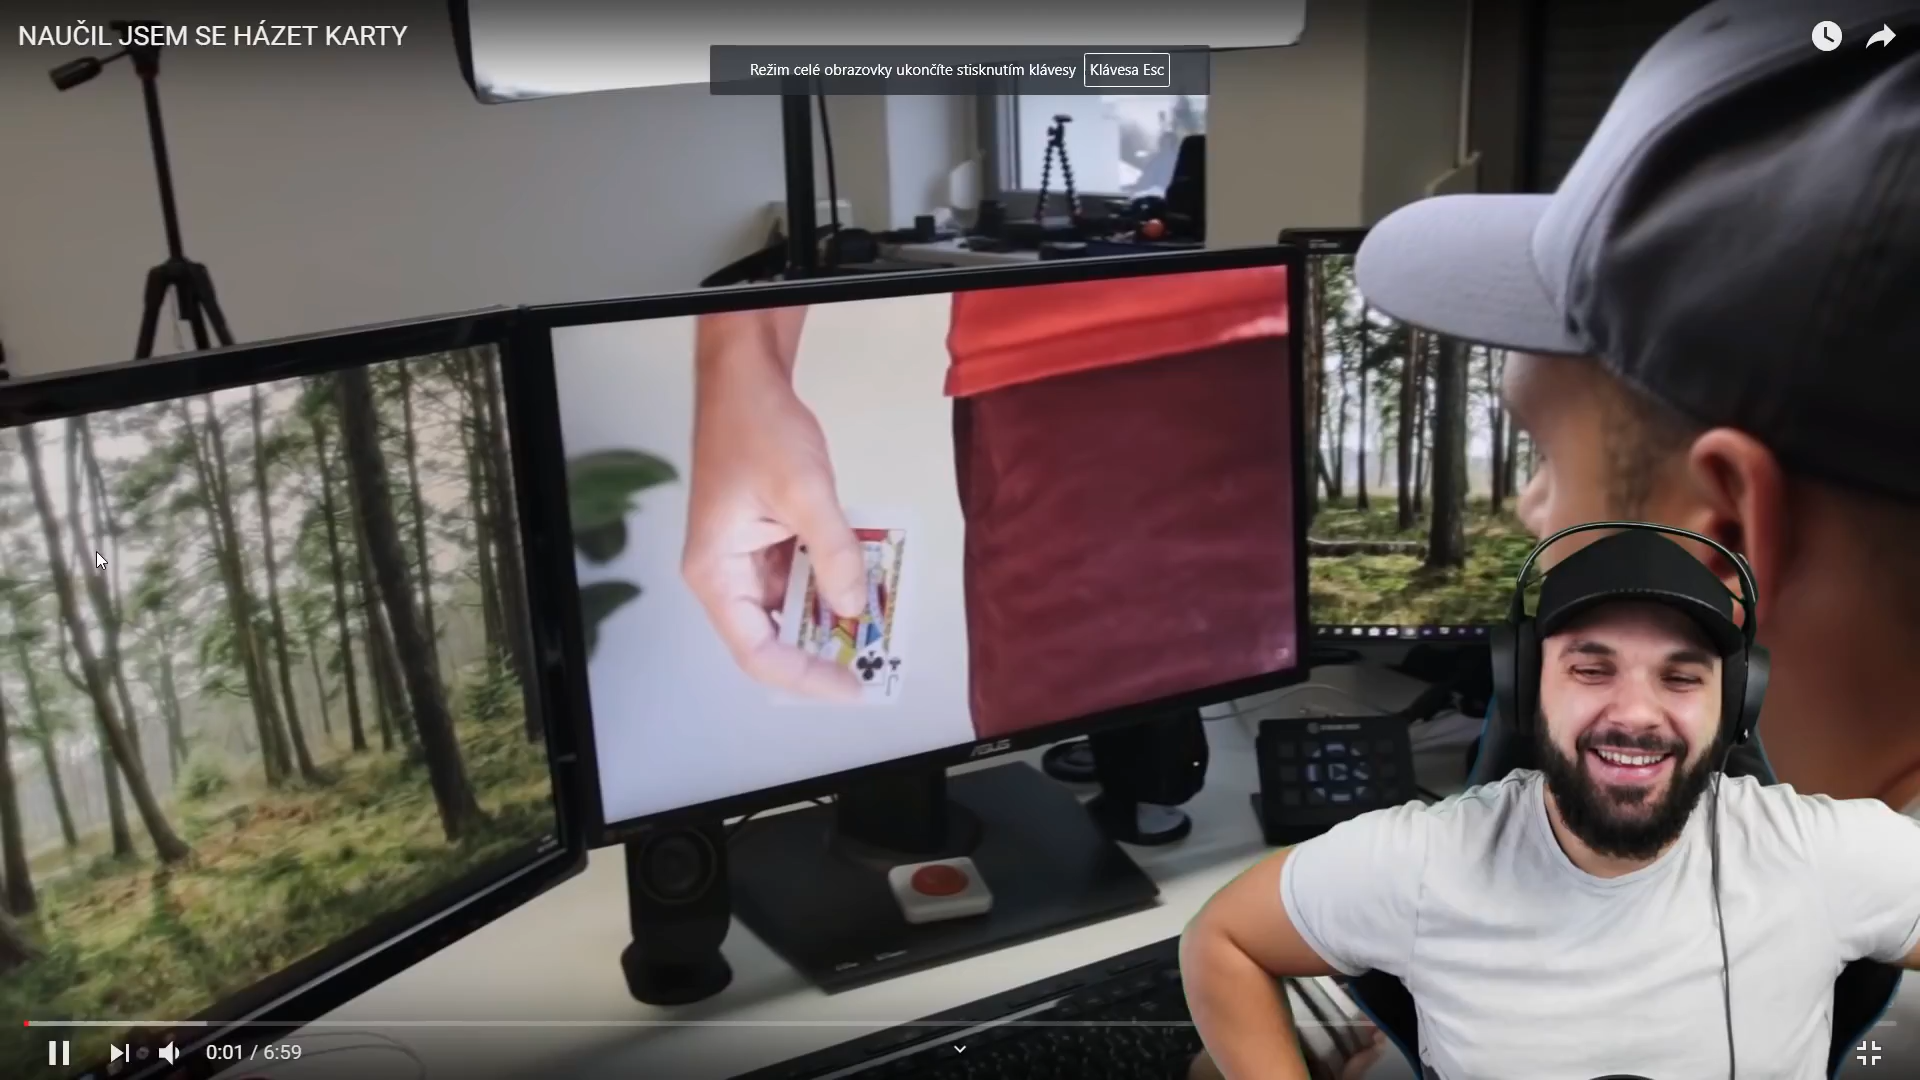 NAUČIL JSEM SE HÁZET KARTY
Režim celé obrazovky ukončíte stisknutím klávesy Klávesa Esc
J
ASUS
0:01 / 6:59